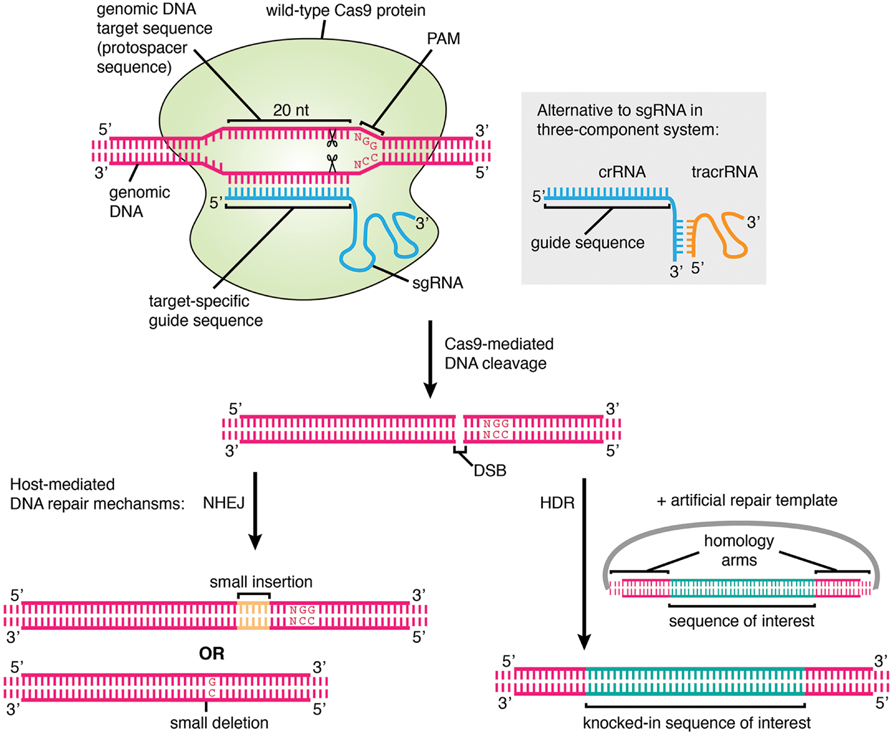 genomic DNA
target sequence
(protospacer
sequence)
wild-type Cas9 protein
PAM
20 nt
5’
3’
NGG
NCC
3’
5’
genomic
DNA
5’
3’
sgRNA
target-specific
guide sequence
Alternative to sgRNA in
three-component system:
crRNA
tracrRNA
5’
3’
guide sequence
3’
5’
Cas9-mediated
DNA cleavage
5’
3’
NGG
NCC
3’
5’
DSB
Host-mediated
DNA repair mechansms:
NHEJ
HDR
+ artificial repair template
homology
arms
sequence of interest
small insertion
5’
3’
NGG
NCC
3’
5’
OR
5’
3’
G
C
3’
5’
small deletion
5’
3’
3’
5’
knocked-in sequence of interest